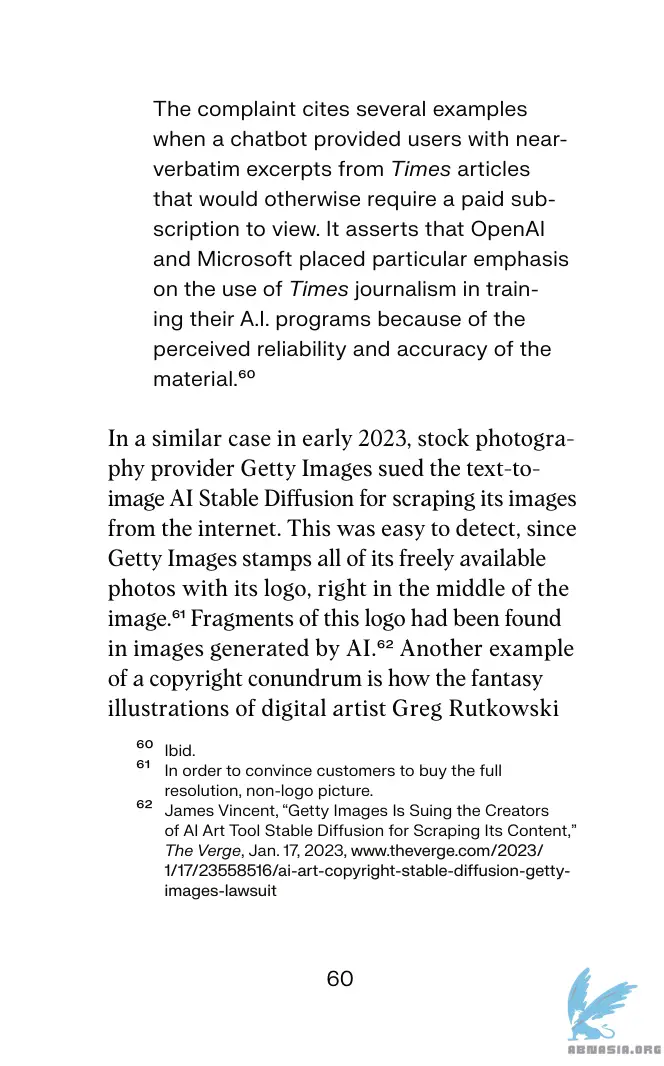 The complaint cites several examples
when a chatbot provided users with near-
verbatim excerpts from Times articles
that would otherwise require a paid sub-
scription to view. It asserts that OpenAI
and Microsoft placed particular emphasis
on the use of Times journalism in train-
ing their A.I. programs because of the
perceived reliability and accuracy of the
material.⁶⁰
In a similar case in early 2023, stock photogra-
phy provider Getty Images sued the text-to-
image AI Stable Diffusion for scraping its images
from the internet. This was easy to detect, since
Getty Images stamps all of its freely available
photos with its logo, right in the middle of the
image.⁶¹ Fragments of this logo had been found
in images generated by AI.⁶² Another example
of a copyright conundrum is how the fantasy
illustrations of digital artist Greg Rutkowski
⁶⁰ Ibid.
⁶¹ In order to convince customers to buy the full
resolution, non-logo picture.
⁶² James Vincent, “Getty Images Is Suing the Creators
of AI Art Tool Stable Diffusion for Scraping Its Content,”
The Verge, Jan. 17, 2023, www.theverge.com/2023/
1/17/23558516/ai-art-copyright-stable-diffusion-getty-
images-lawsuit
60
ABNASIA.ORG